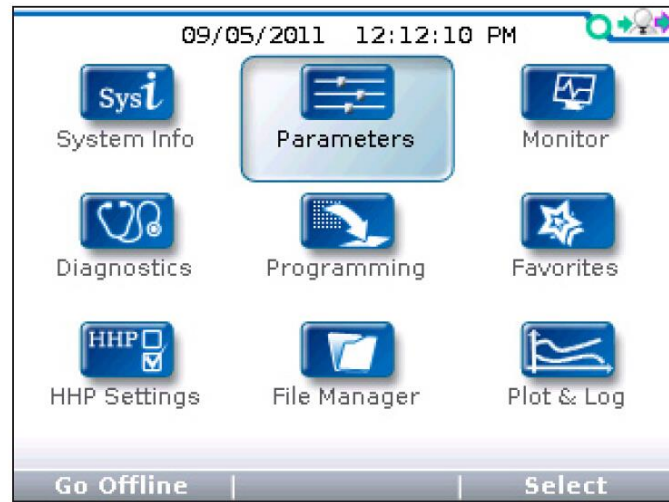 09/05/2011 12:12:10 PM
Sysi
System Info
Parameters
Monitor
Diagnostics
Programming
Favorites
HHP
HHP Settings
File Manager
Plot & Log
Go Offline
Select